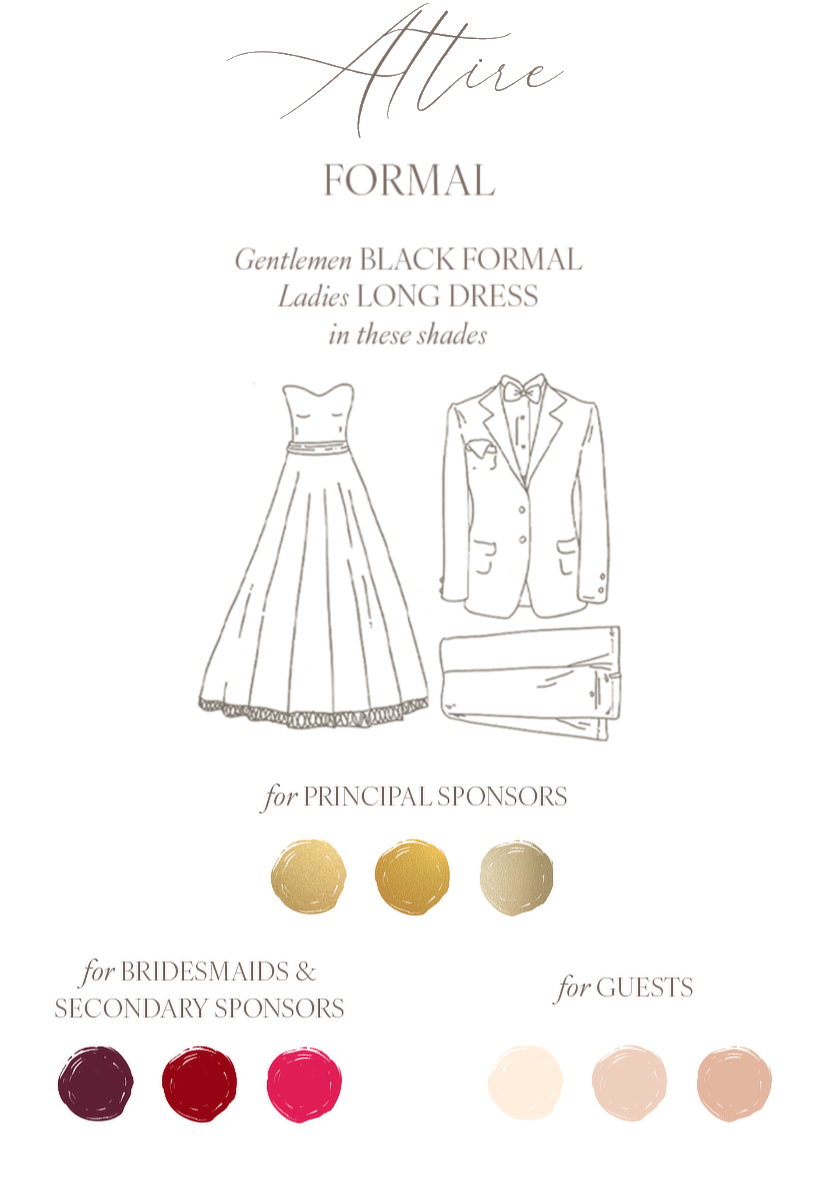 Attire
FORMAL
Gentlemen BLACK FORMAL
Ladies LONG DRESS
in these shades
for PRINCIPAL SPONSORS
for BRIDESMAIDS &
SECONDARY SPONSORS
for GUESTS